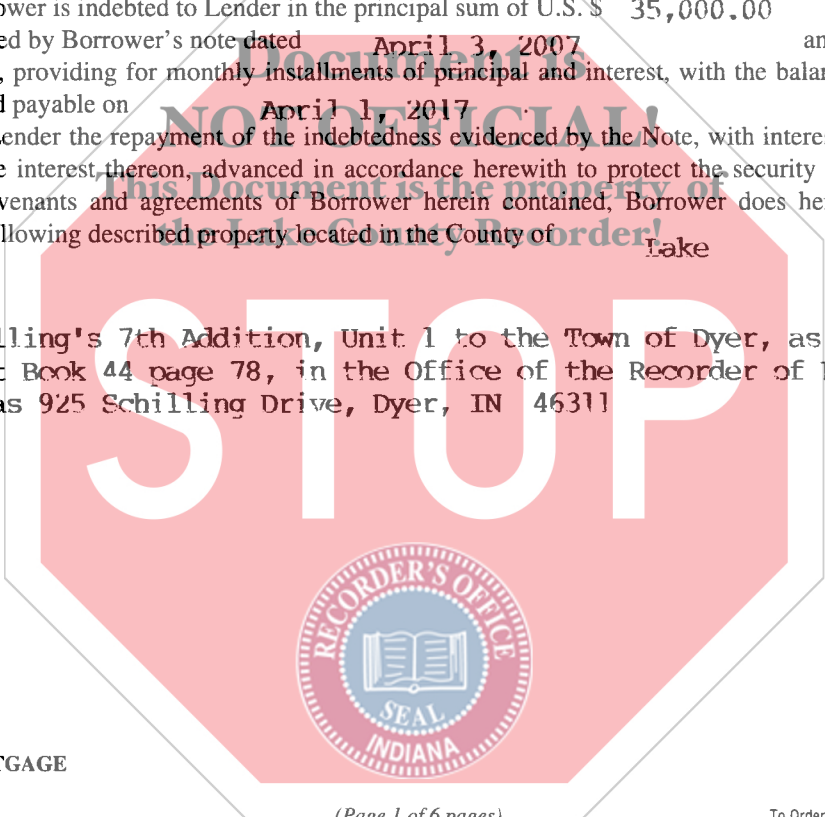 ower is indebted to Lender in the principal sum of U.S. $ 35,000.00
ed by Borrower's note dated April 3, 2007 an
, providing for monthly installments of principal and interest, with the balan
d payable on April 1, 2017
Lender the repayment of the indebtedness evidenced by the Note, with interes
e interest thereon, advanced in accordance herewith to protect the security
venants and agreements of Borrower herein contained, Borrower does her
llowing described property located in the County of Lake
Document is
NOT OFFICIAL!
This Document is the property of
the Lake County Recorder!
lling's 7th Addition, Unit 1 to the Town of Dyer, as
t Book 44 page 78, in the Office of the Recorder of
as 925 Schilling Drive, Dyer, IN 46311
STOP
RECORDER'S OFFICE
SEAL
INDIANA
TGAGE
(Page 1 of 6 pages)
To Order